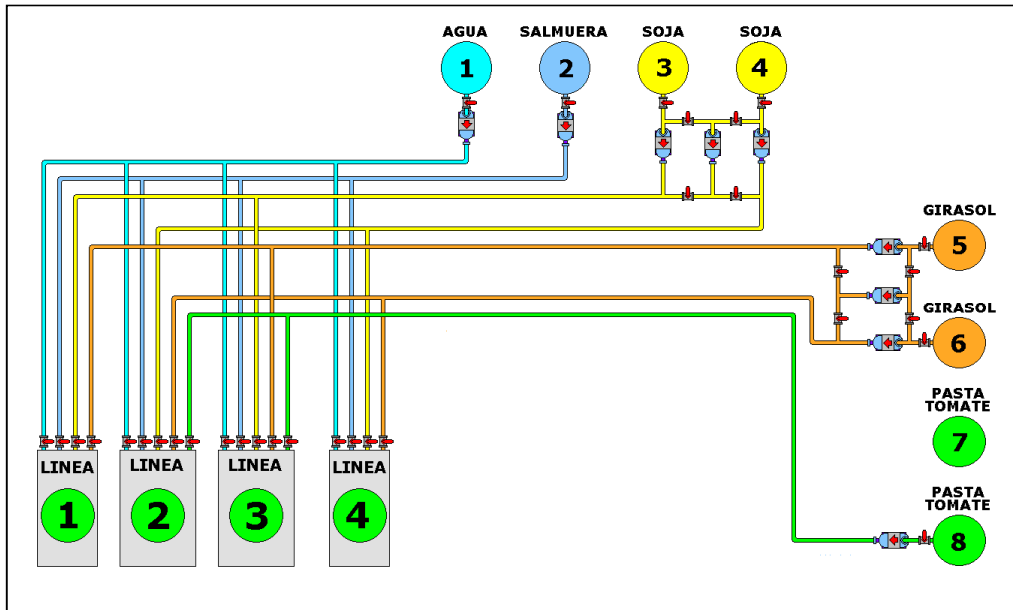 AGUA
1
SALMUERA
2
SOJA
3
SOJA
4
GIRASOL
5
GIRASOL
6
PASTA
TOMATE
7
PASTA
TOMATE
8
LINEA
1
LINEA
2
LINEA
3
LINEA
4